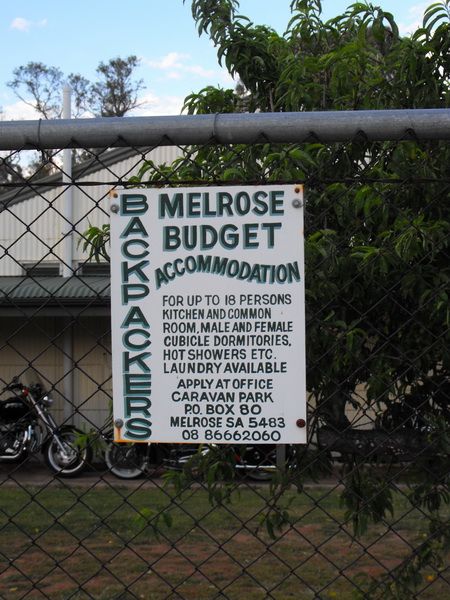 BACKPACKERS
MELROSE
BUDGET
ACCOMMODATION
FOR UP TO 18 PERSONS
KITCHEN AND COMMON
ROOM, MALE AND FEMALE
CUBICLE DORMITORIES,
HOT SHOWERS ETC.
LAUNDRY AVAILABLE
APPLY AT OFFICE
CARAVAN PARK
P.O. BOX 80
MELROSE SA 5483
08 86662060